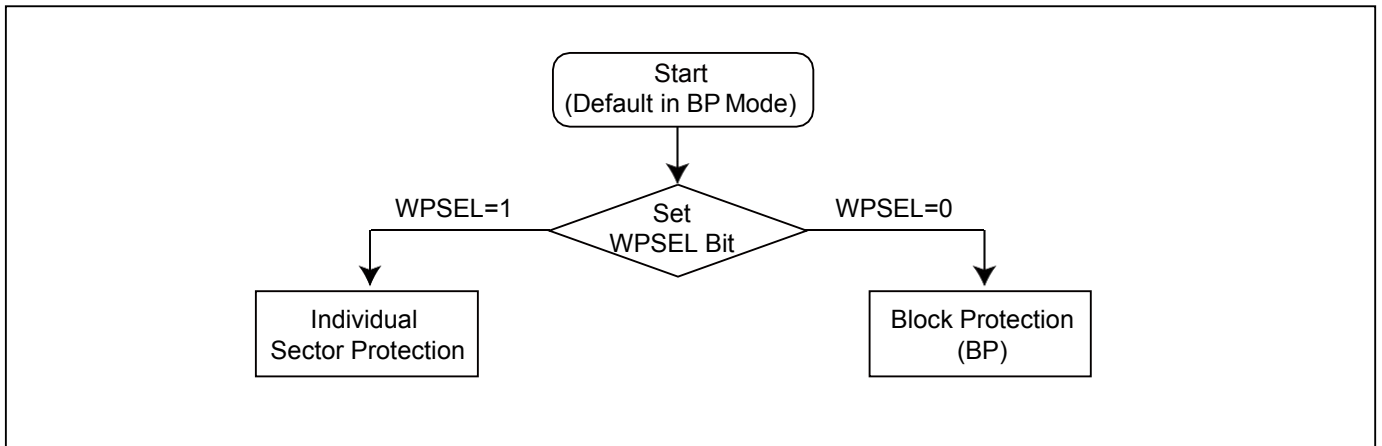 Start
(Default in BP Mode)
WPSEL=1
Set
WPSEL Bit
WPSEL=0
Individual
Sector Protection
Block Protection
(BP)